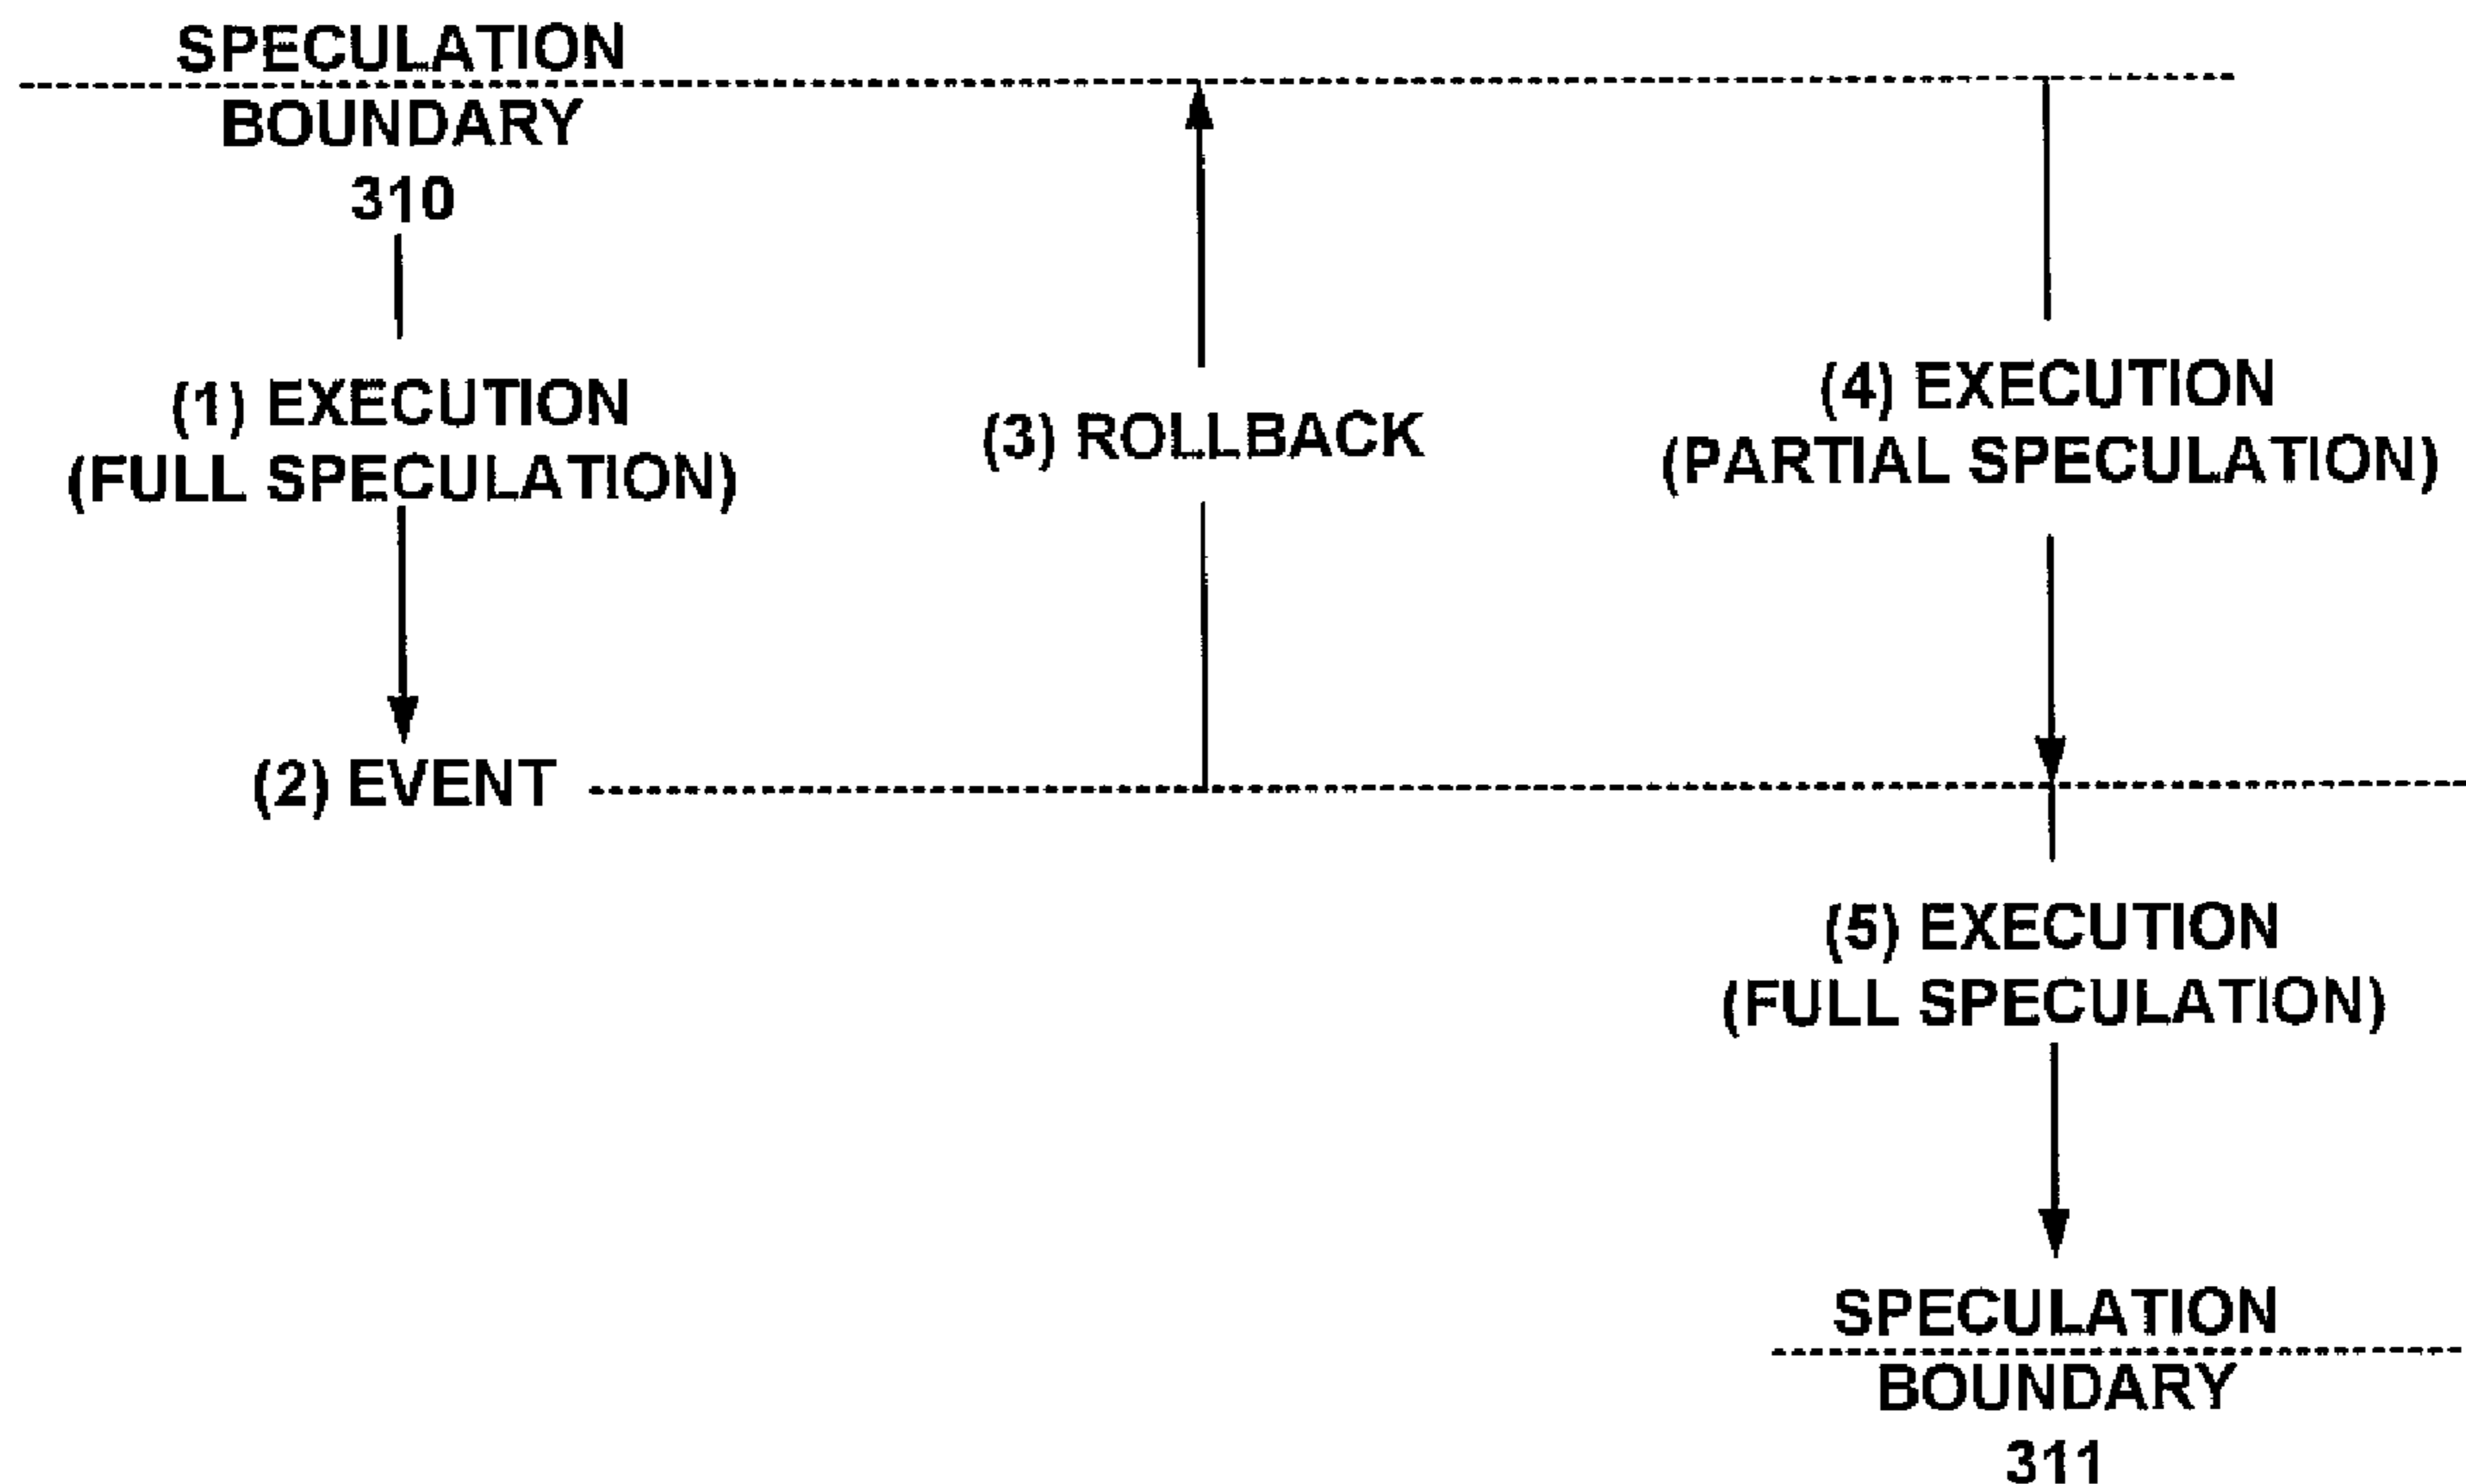 SPECULATION
BOUNDARY
310
(1) EXECUTION
(FULL SPECULATION)
(2) EVENT
(3) ROLLBACK
(4) EXECUTION
(PARTIAL SPECULATION)
(5) EXECUTION
(FULL SPECULATION)
SPECULATION
BOUNDARY
311